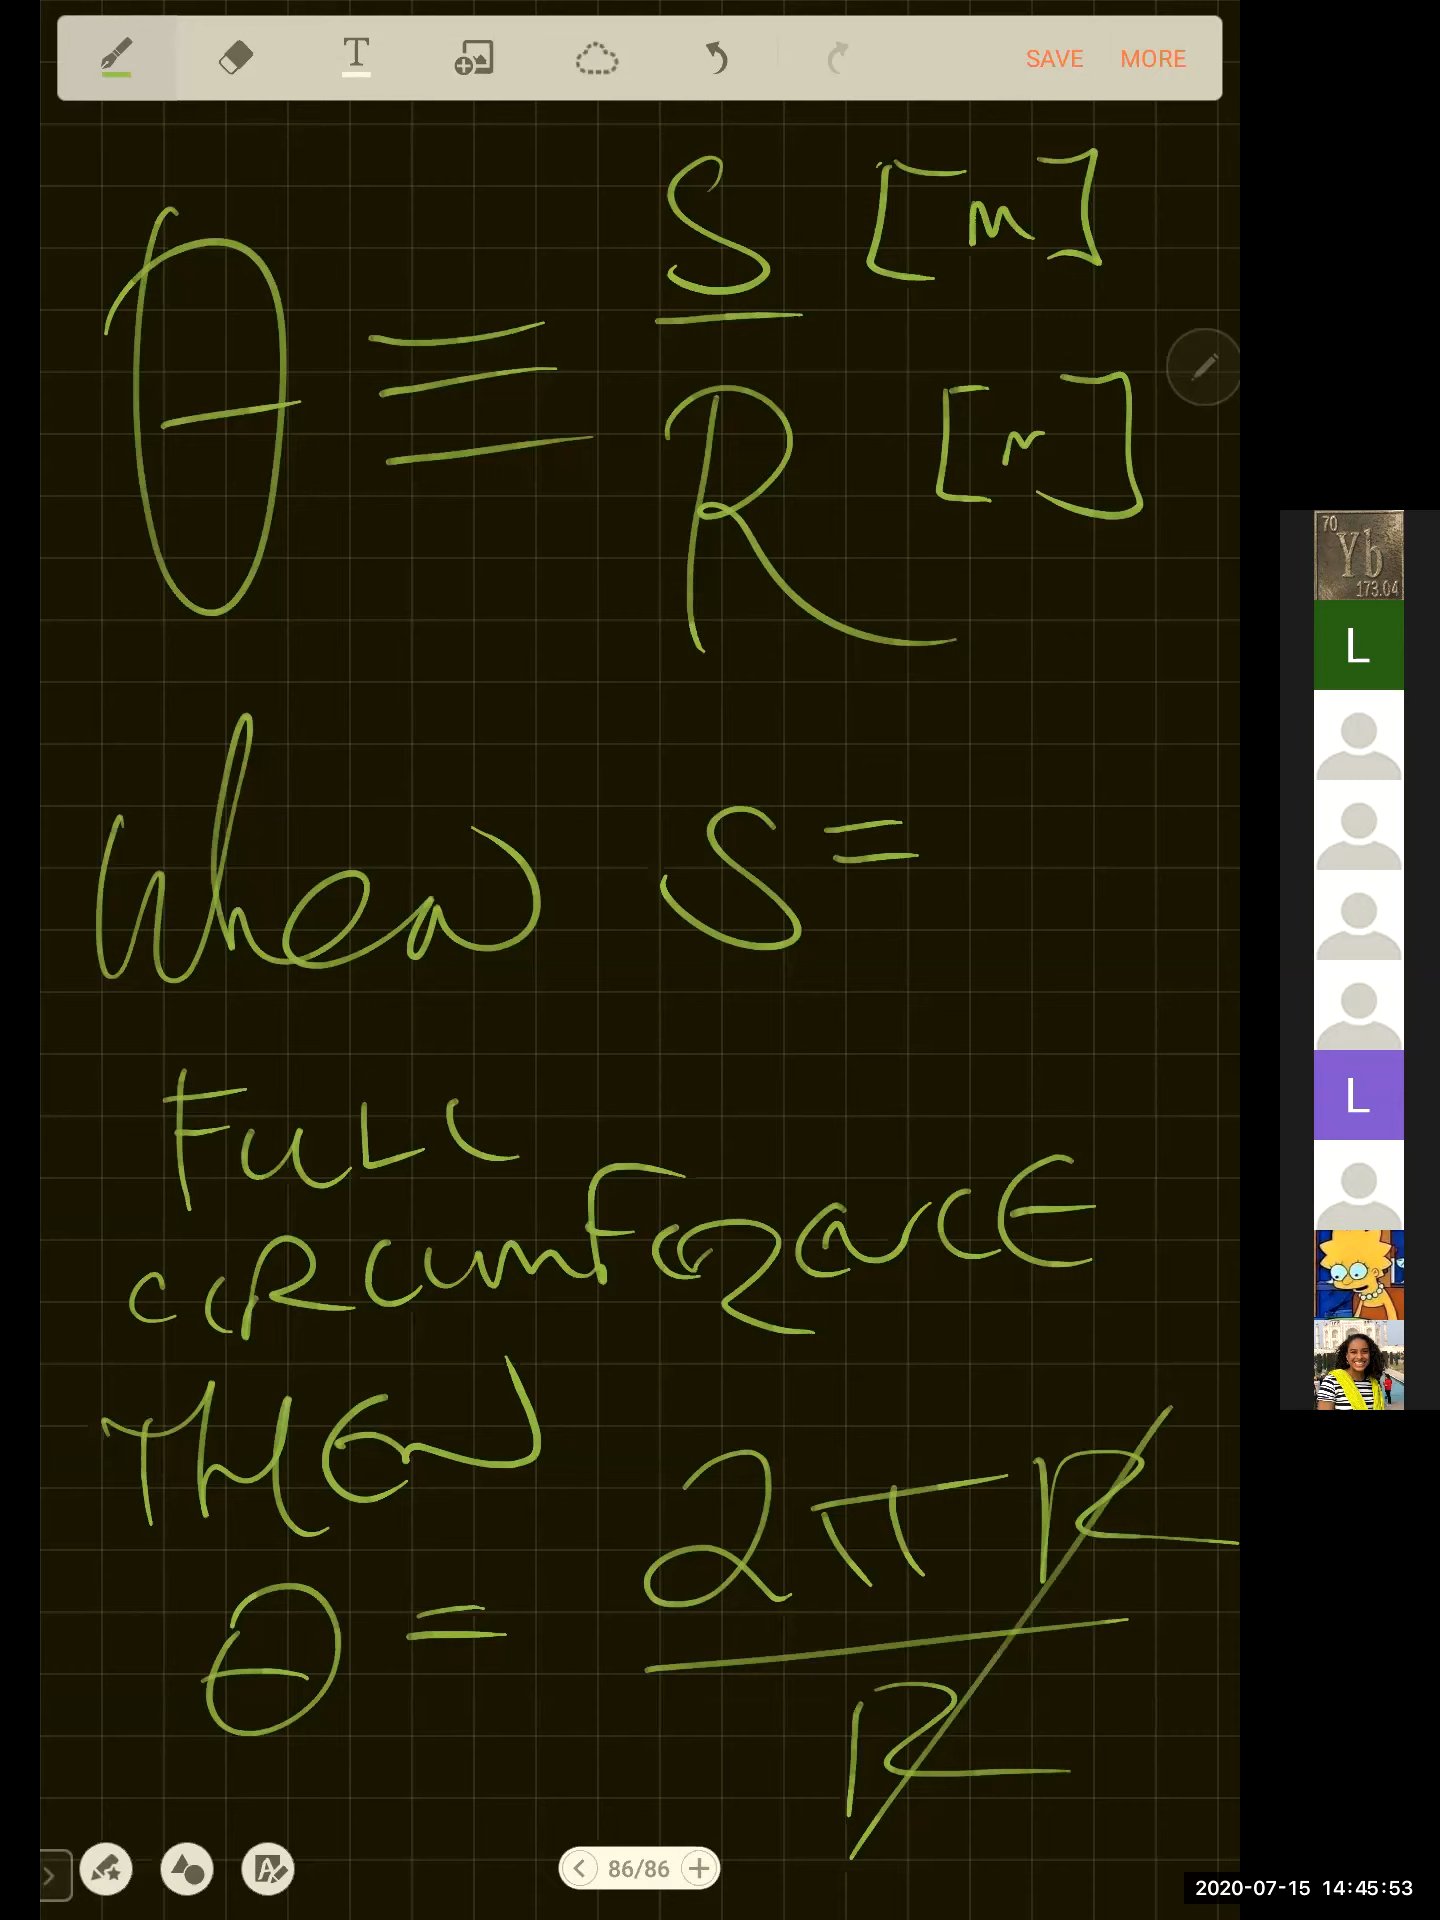 T SAVE MORE
θ ≡ S/R [m] [m]
When S =
FULL
CIRCUMFERENCE
THEN
θ = 2πR/R
70
Yb
173.04
L
L
86/86
2020-07-15 14:45:53